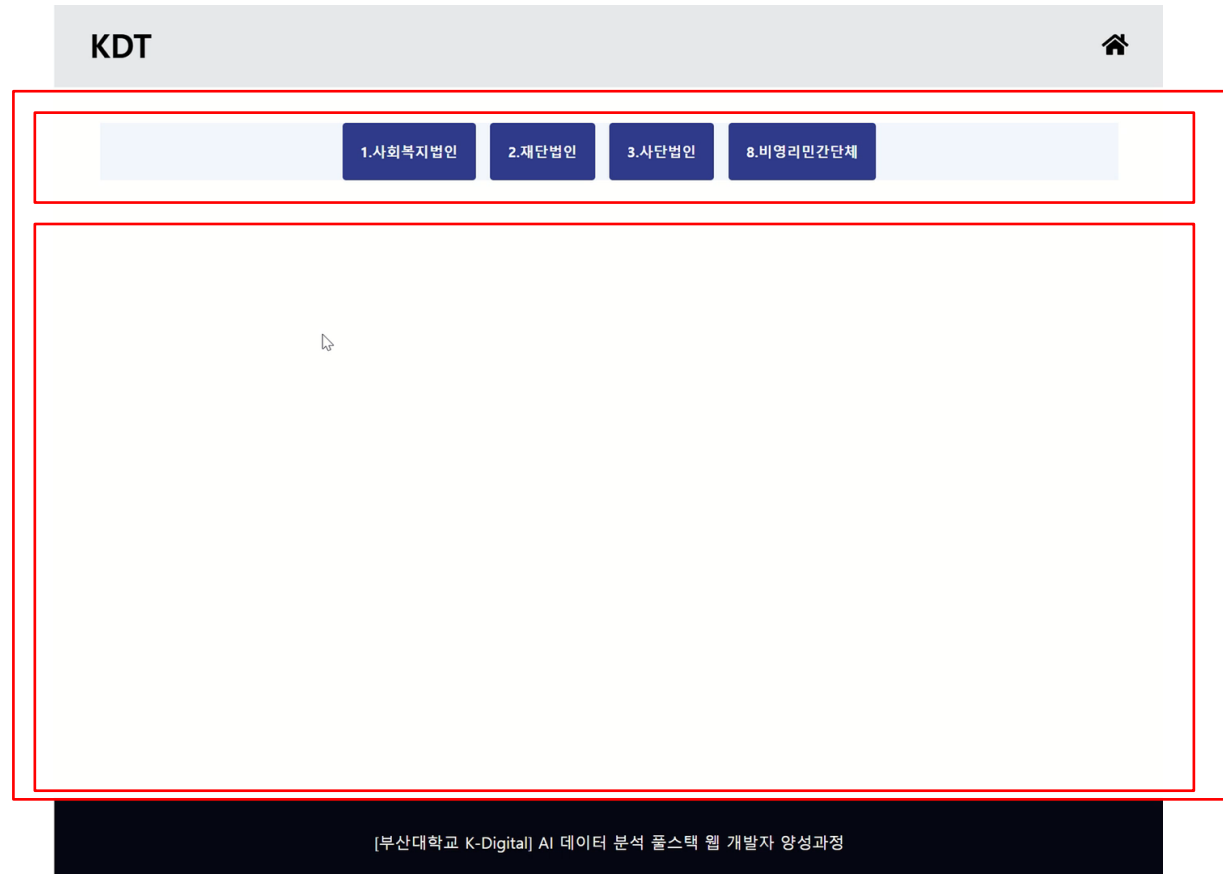 KDT
1.사회복지법인 2.재단법인 3.사단법인 8.비영리민간단체
[부산대학교 K-Digital] AI 데이터 분석 풀스택 웹 개발자 양성과정